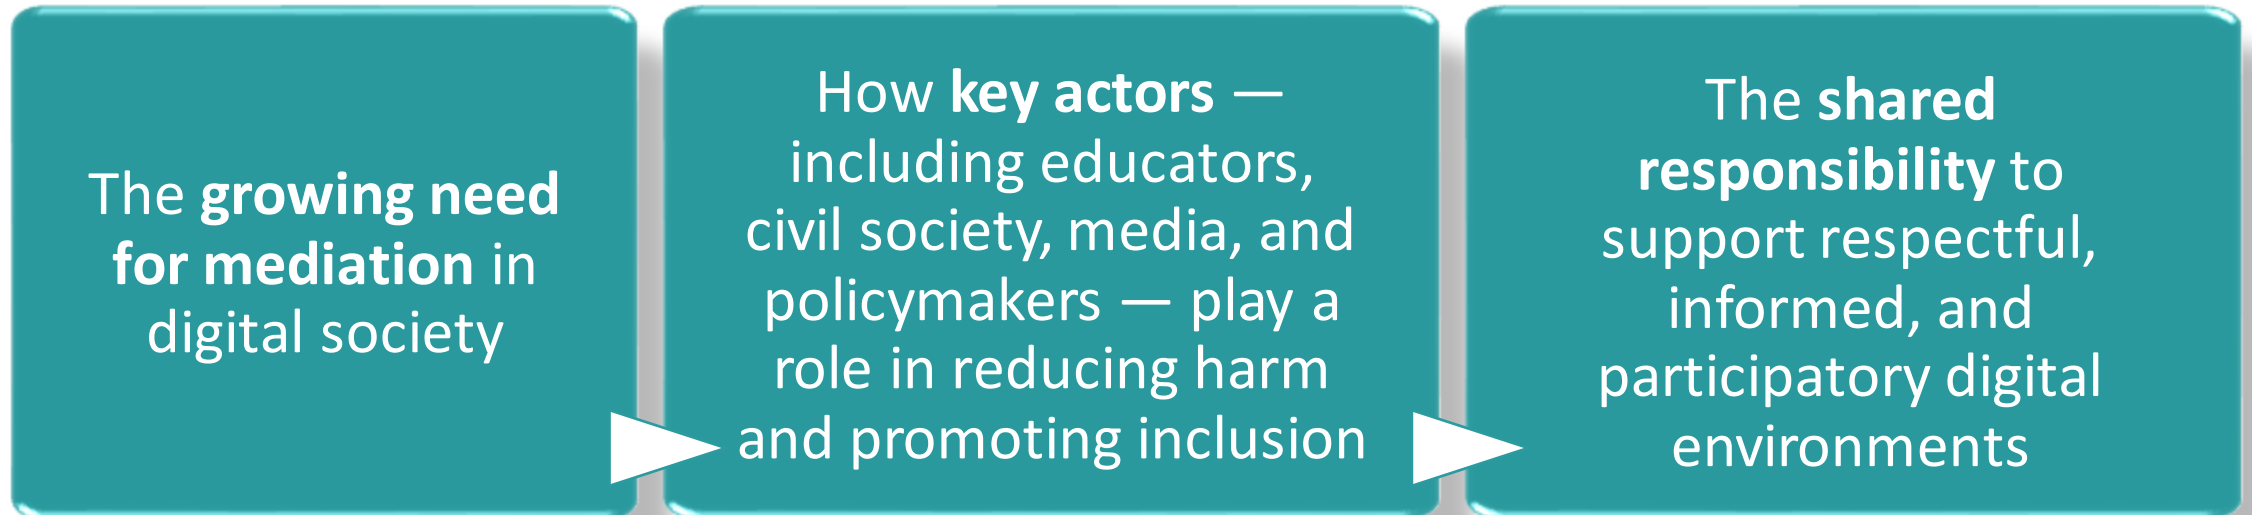 The growing need
for mediation in
digital society
How key actors —
including educators,
civil society, media, and
policymakers — play a
role in reducing harm
and promoting inclusion
The shared
responsibility to
support respectful,
informed, and
participatory digital
environments